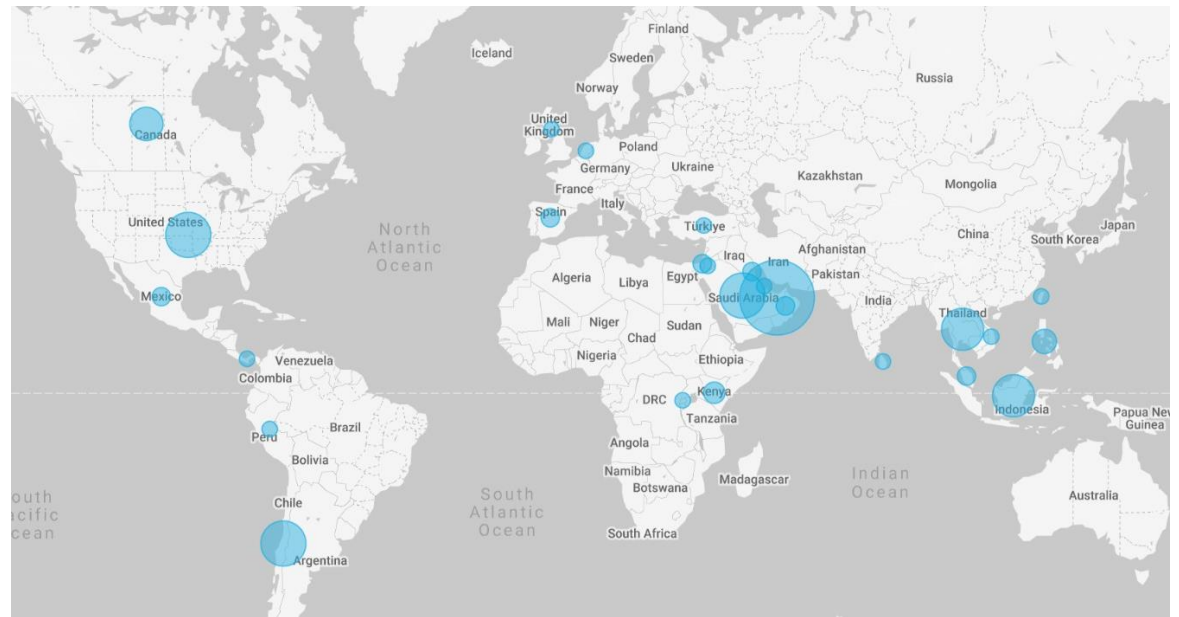 Finland
Iceland
Sweden
Russia
Norway
United
Kingdom
Canada
Poland
Ukraine
Germany
Kazakhstan
Mongolia
France
Italy
Spain
United States
Türkiye
Japan
North
Atlantic
Ocean
China
South Korea
Afghanistan
Iraq
Iran
Pakistan
Algeria
Libya
Egypt
Mexico
Saudi Arabia
India
Thailand
Mali
Niger
Sudan
Chad
Nigeria
Ethiopia
Venezuela
Colombia
Kenya
DRC
Tanzania
Indonesia
Papua New
Guinea
Peru
Brazil
Angola
Bolivia
Namibia
Botswana
Madagascar
Indian
Ocean
outh
acific
cean
South
Atlantic
Ocean
Chile
Australia
South Africa
Argentina